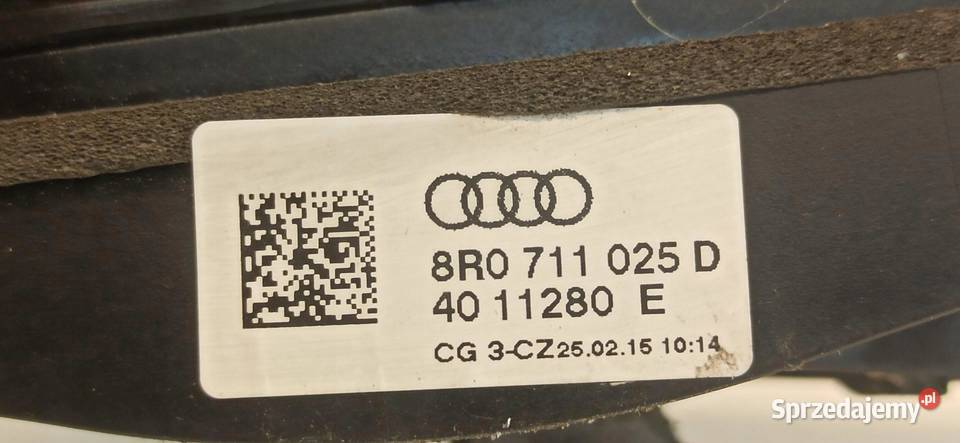 8R0 711 025 D
40 11280 E
CG 3-CZ25.02.15 10:14
Sprzedajemy.pl